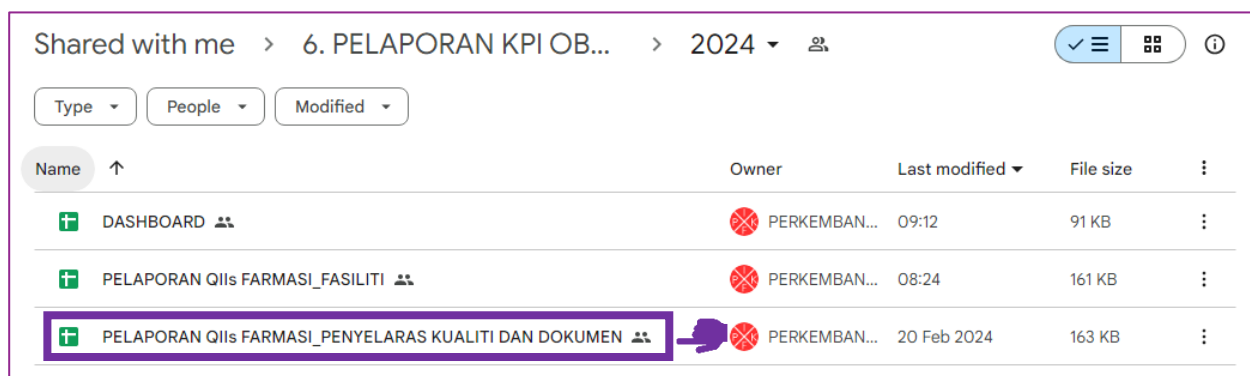 Shared with me > 6. PELAPORAN KPI OB... > 2024
Type People Modified
Name Owner Last modified File size
DASHBOARD PERKEMBAN... 09:12 91 KB
PELAPORAN QIIs FARMASI_FASILITI PERKEMBAN... 08:24 161 KB
PELAPORAN QIIs FARMASI_PENYELARAS KUALITI DAN DOKUMEN PERKEMBAN... 20 Feb 2024 163 KB